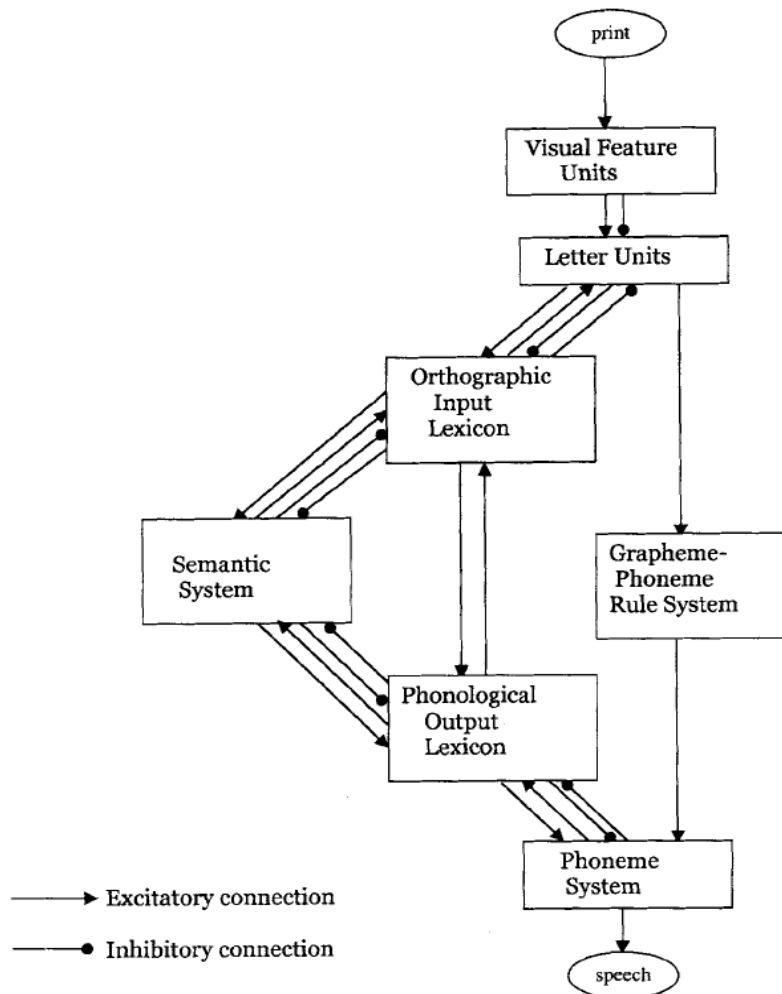 print
Visual Feature
Units
Letter Units
Orthographic
Input
Lexicon
Semantic
System
Grapheme-
Phoneme
Rule System
Phonological
Output
Lexicon
Phoneme
System
Excitatory connection
Inhibitory connection
speech